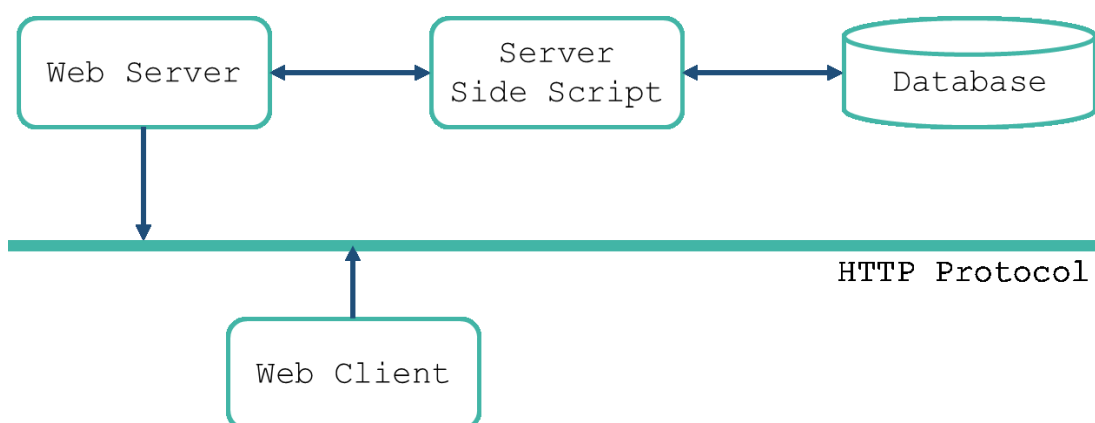 Web Server
Server
Side Script
Database
HTTP Protocol
Web Client